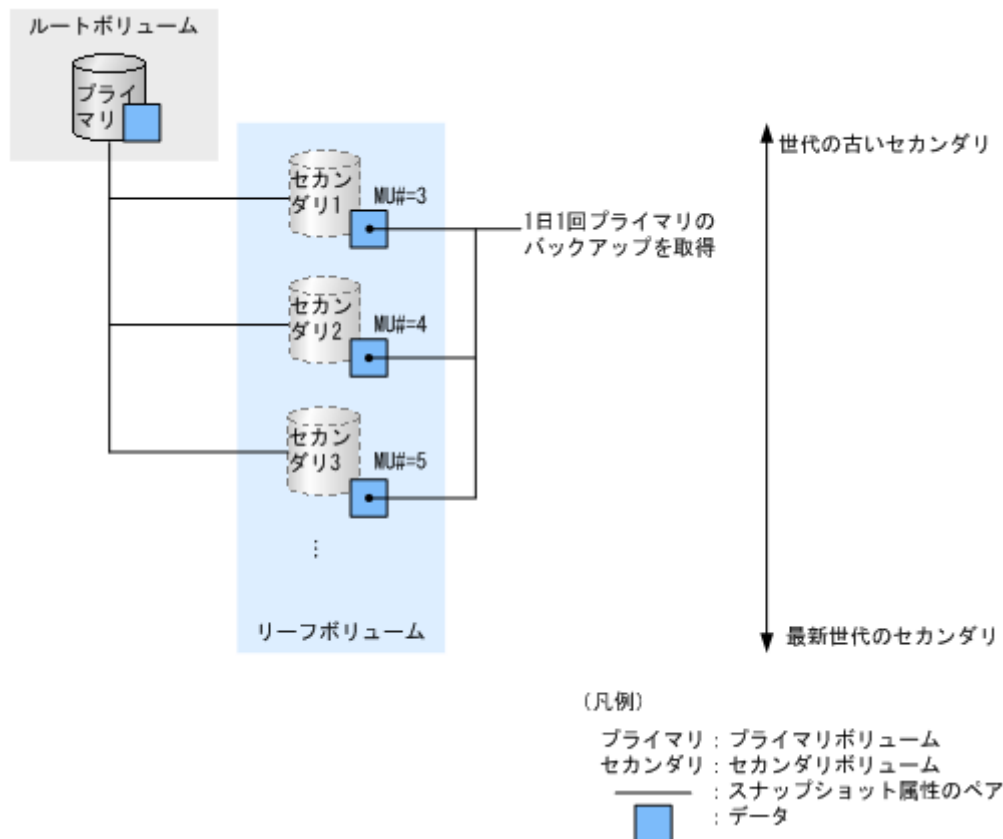 ルートボリューム
プライ
マリ
セカン
ダリ1
MU#=3
セカン
ダリ2
MU#=4
セカン
ダリ3
MU#=5
⋮
リーフボリューム
1日1回プライマリの
バックアップを取得
世代の古いセカンダリ
最新世代のセカンダリ
(凡例)
プライマリ:プライマリボリューム
セカンダリ:セカンダリボリューム
:スナップショット属性のペア
:データ